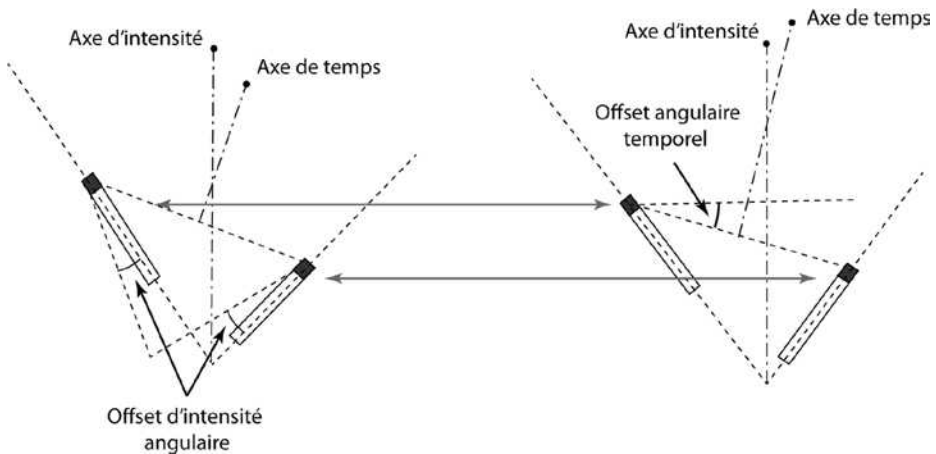 Axe d'intensité
Axe de temps
Offset d'intensité
angulaire
Axe d'intensité
Axe de temps
Offset angulaire
temporel